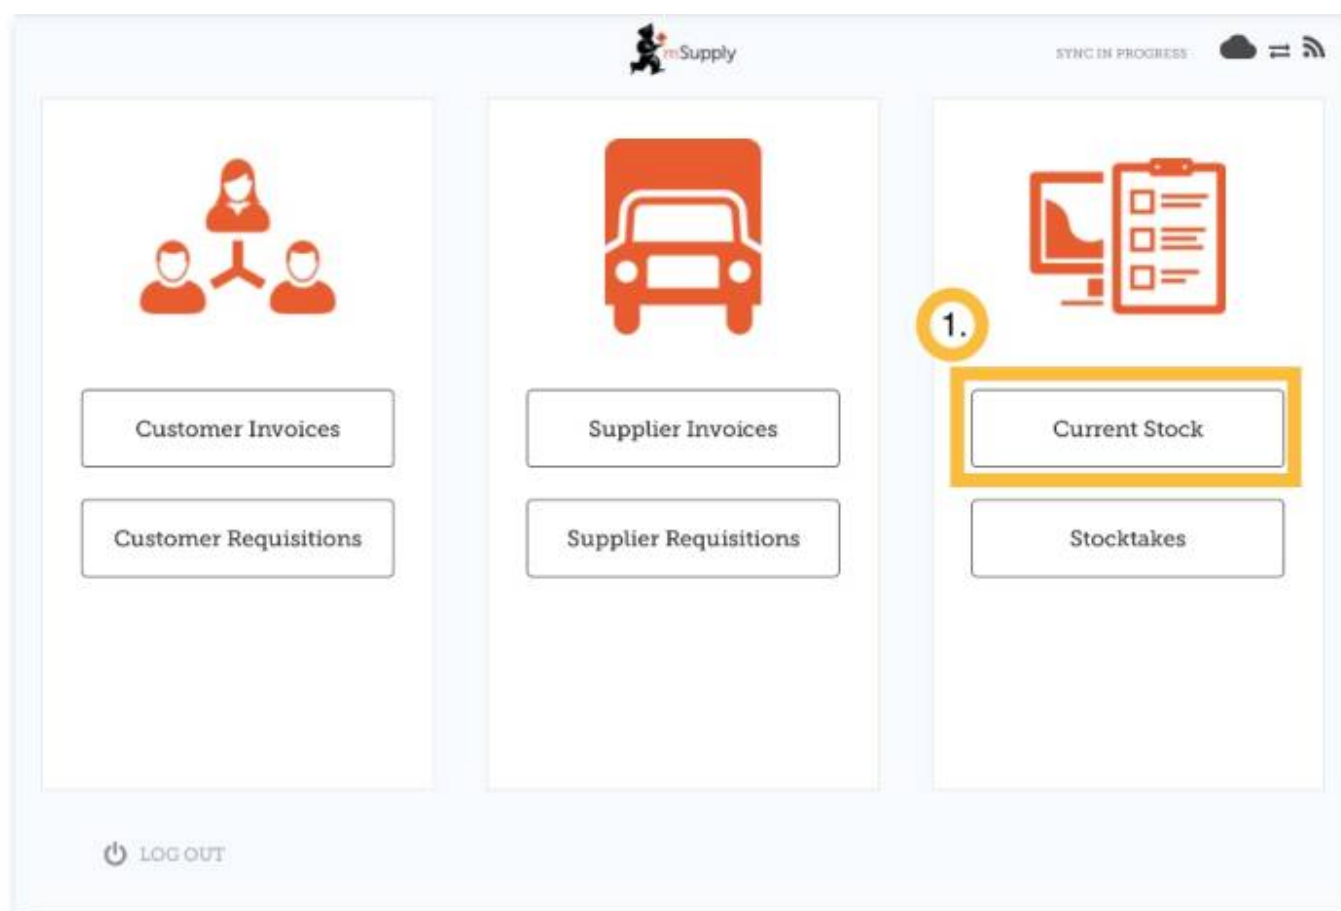 mSupply
SYNC IN PROGRESS
1.
Customer Invoices
Supplier Invoices
Current Stock
Customer Requisitions
Supplier Requisitions
Stocktakes
LOG OUT